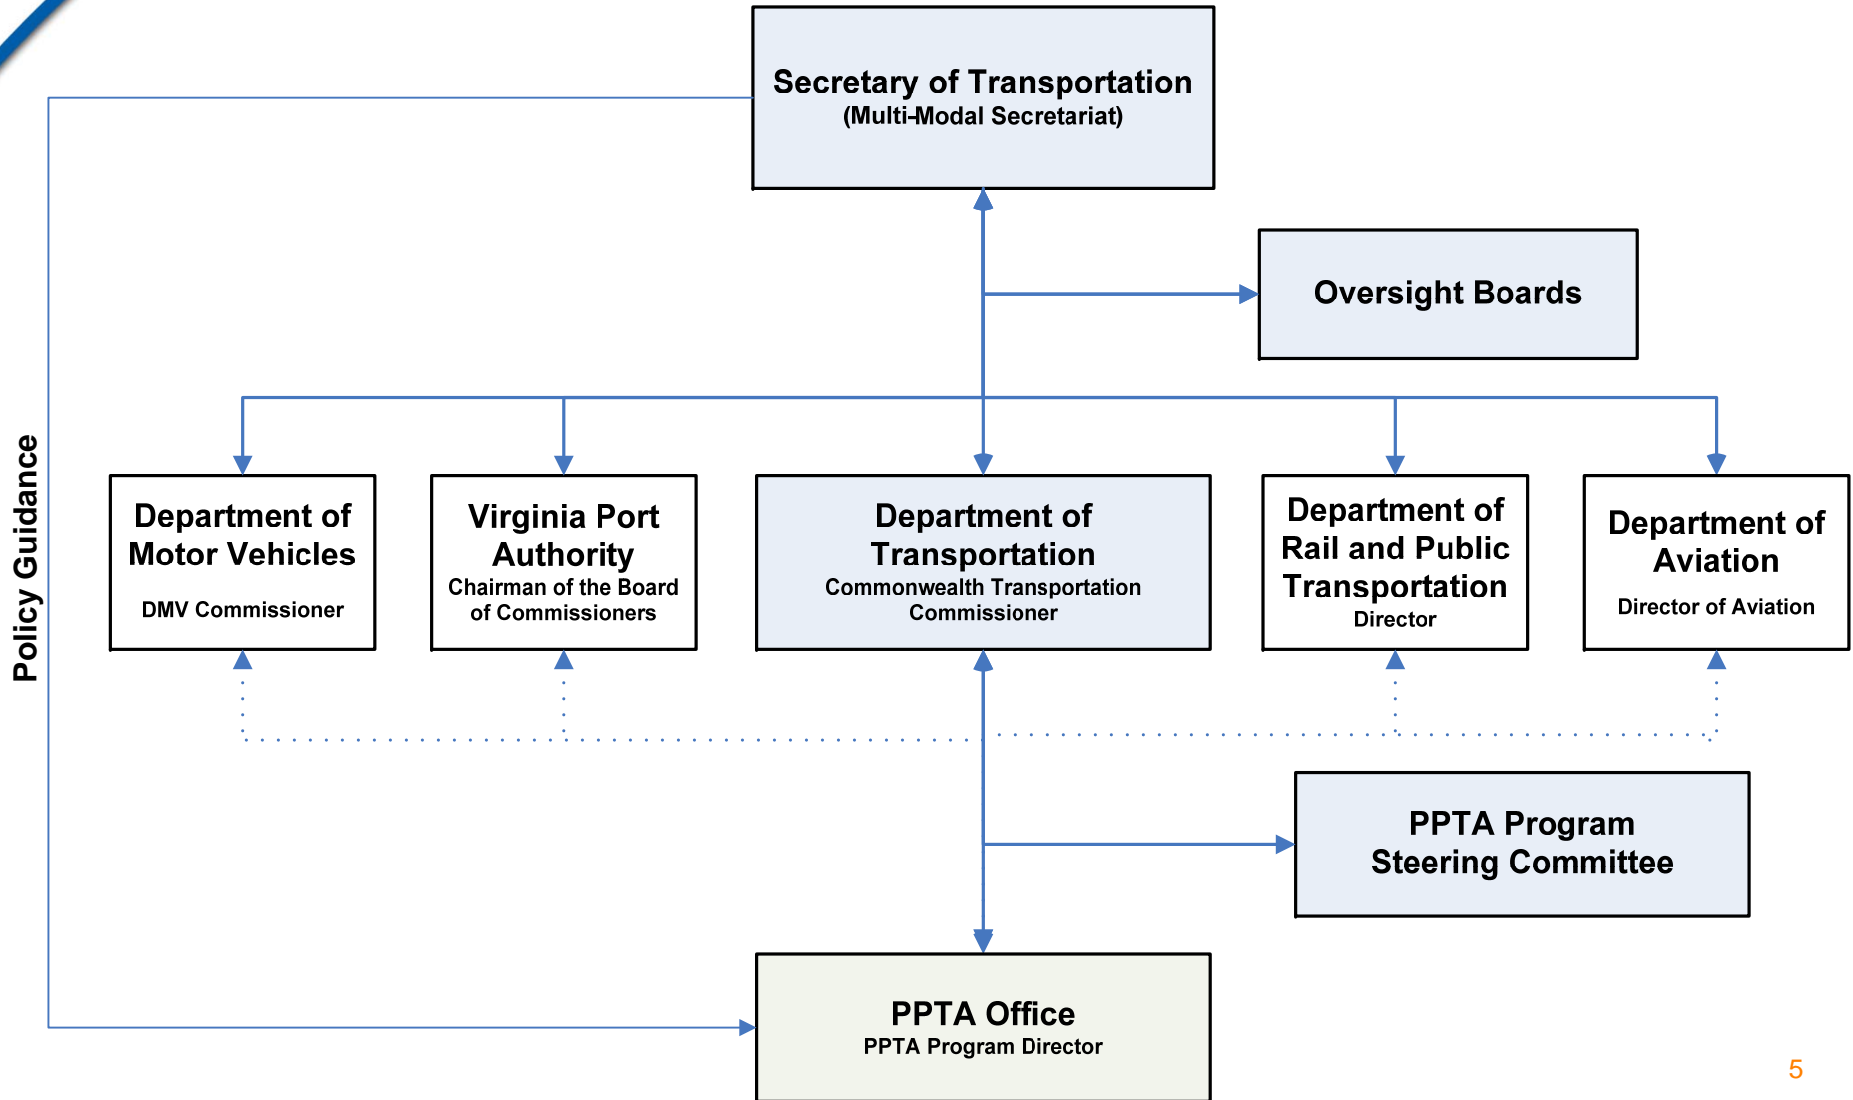 Secretary of Transportation
(Multi-Modal Secretariat)
Oversight Boards
Policy Guidance
Department of
Motor Vehicles
DMV Commissioner
Virginia Port
Authority
Chairman of the Board
of Commissioners
Department of
Transportation
Commonwealth Transportation
Commissioner
Department of
Rail and Public
Transportation
Director
Department of
Aviation
Director of Aviation
PPTA Program
Steering Committee
PPTA Office
PPTA Program Director
5